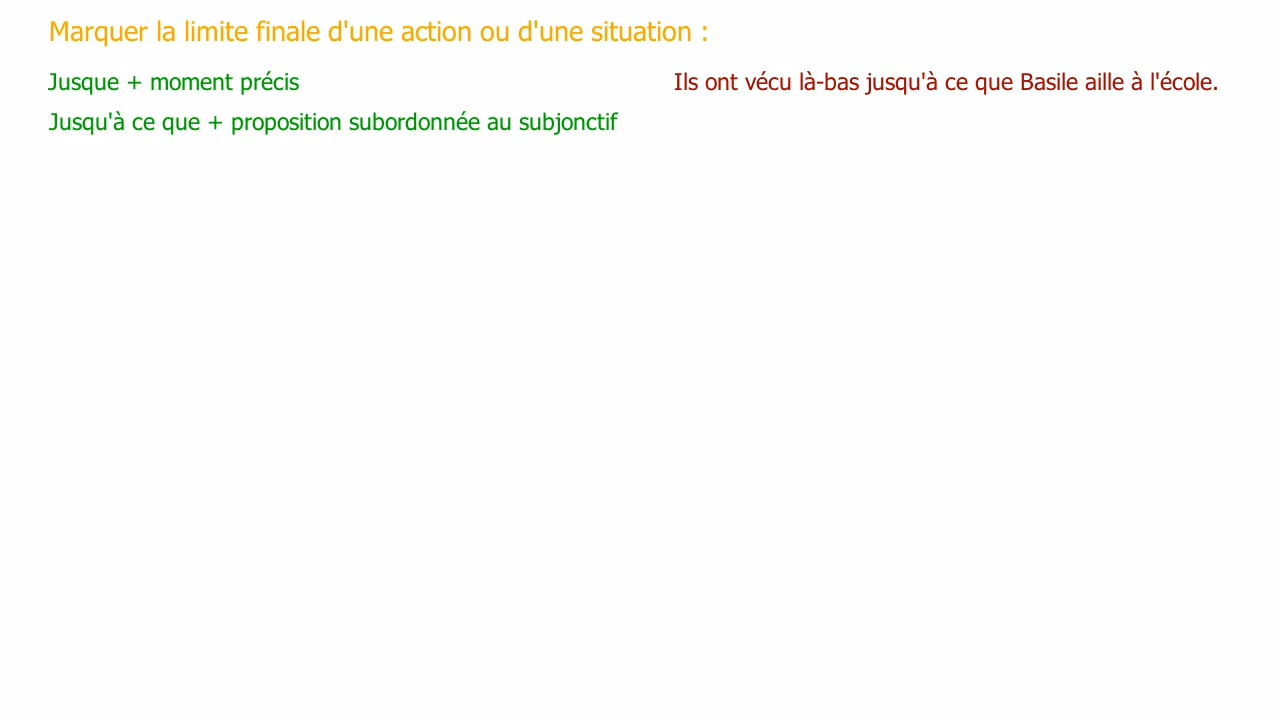 Marquer la limite finale d'une action ou d'une situation :
Jusque + moment précis
Ils ont vécu là-bas jusqu'à ce que Basile aille à l'école.
Jusqu'à ce que + proposition subordonnée au subjonctif